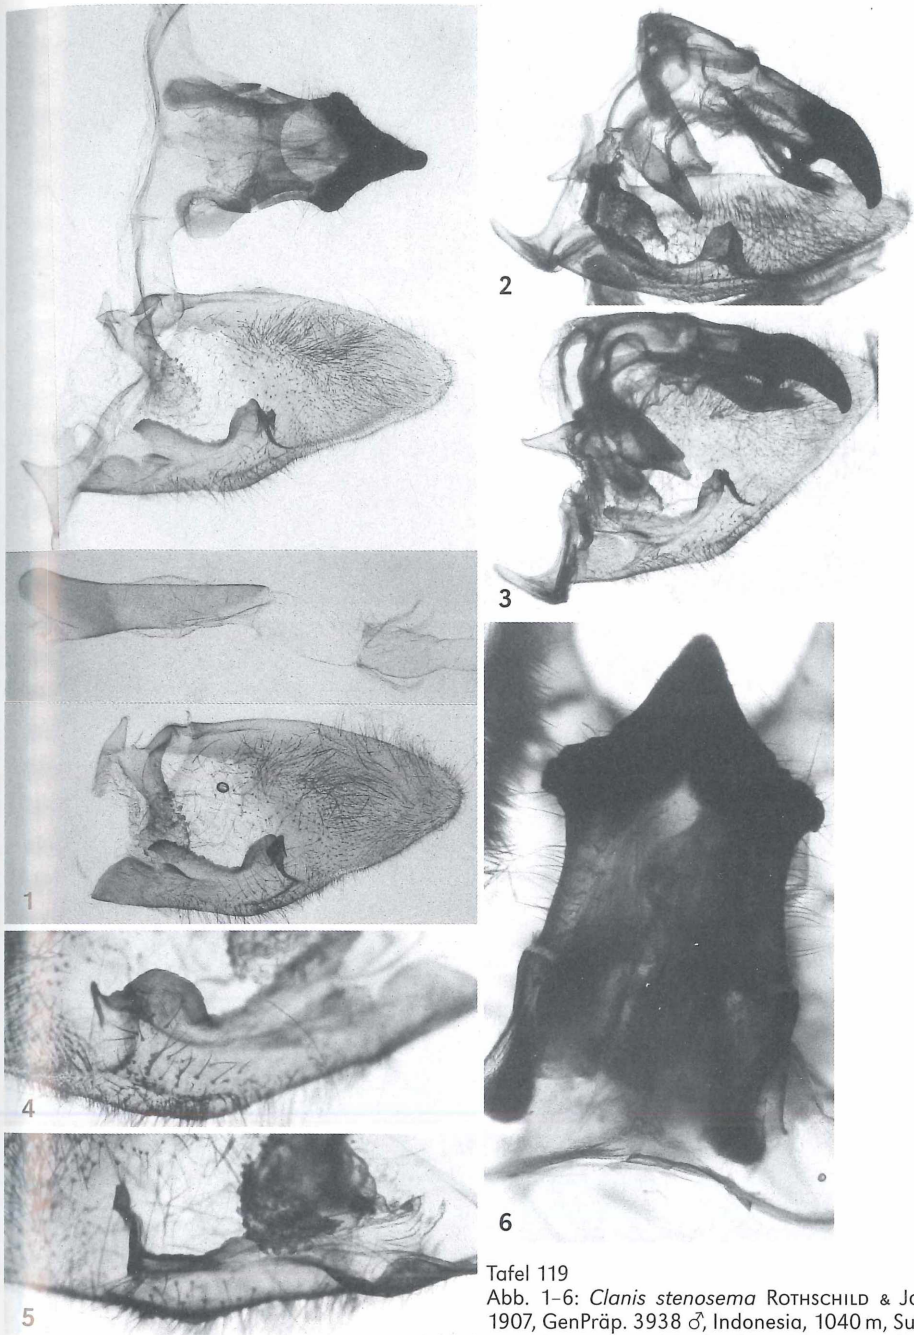 2
3
1
4
5
6
Tafel 119
Abb. 1–6: Clanis stenosema ROTHSCHILD & Jo
1907, GenPräp. 3938 ♂, Indonesia, 1040 m, Su